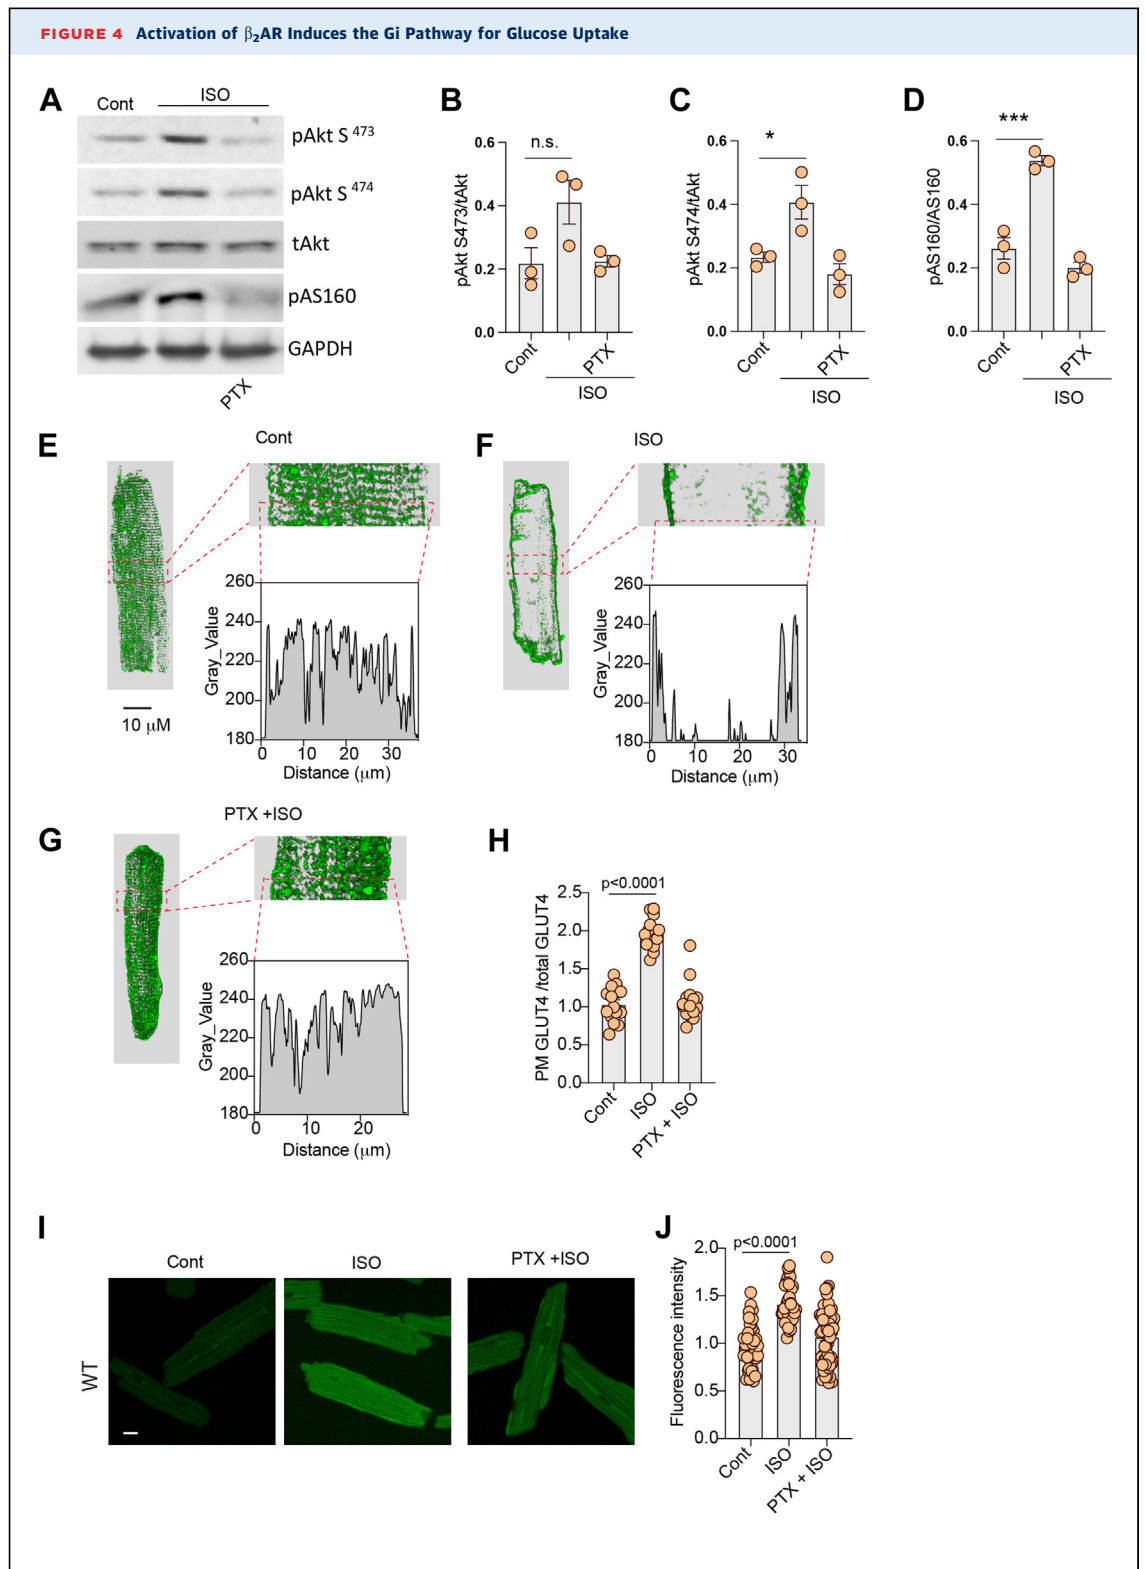 FIGURE 4 Activation of β₂AR Induces the Gi Pathway for Glucose Uptake
A
Cont
ISO
pAkt S 473
pAkt S 474
tAkt
pAS160
GAPDH
PTX
B
pAkt S473/tAkt
0.6
0.4
0.2
0.0
n.s.
Cont
PTX
ISO
C
pAkt S474/tAkt
0.6
0.4
0.2
0.0
*
Cont
PTX
ISO
D
pAS160/AS160
0.6
0.4
0.2
0.0
***
Cont
PTX
ISO
E
Cont
10 μM
Gray_Value
260
240
220
200
180
0 10 20 30
Distance (μm)
F
ISO
Gray_Value
260
240
220
200
180
0 10 20 30
Distance (μm)
G
PTX +ISO
Gray_Value
260
240
220
200
180
0 10 20
Distance (μm)
H
PM GLUT4 /total GLUT4
2.5
2.0
1.5
1.0
0.5
0.0
p<0.0001
Cont
ISO
PTX + ISO
I
Cont
ISO
PTX +ISO
WT
J
Fluorescence intensity
2.0
1.5
1.0
0.5
0.0
p<0.0001
Cont
ISO
PTX + ISO